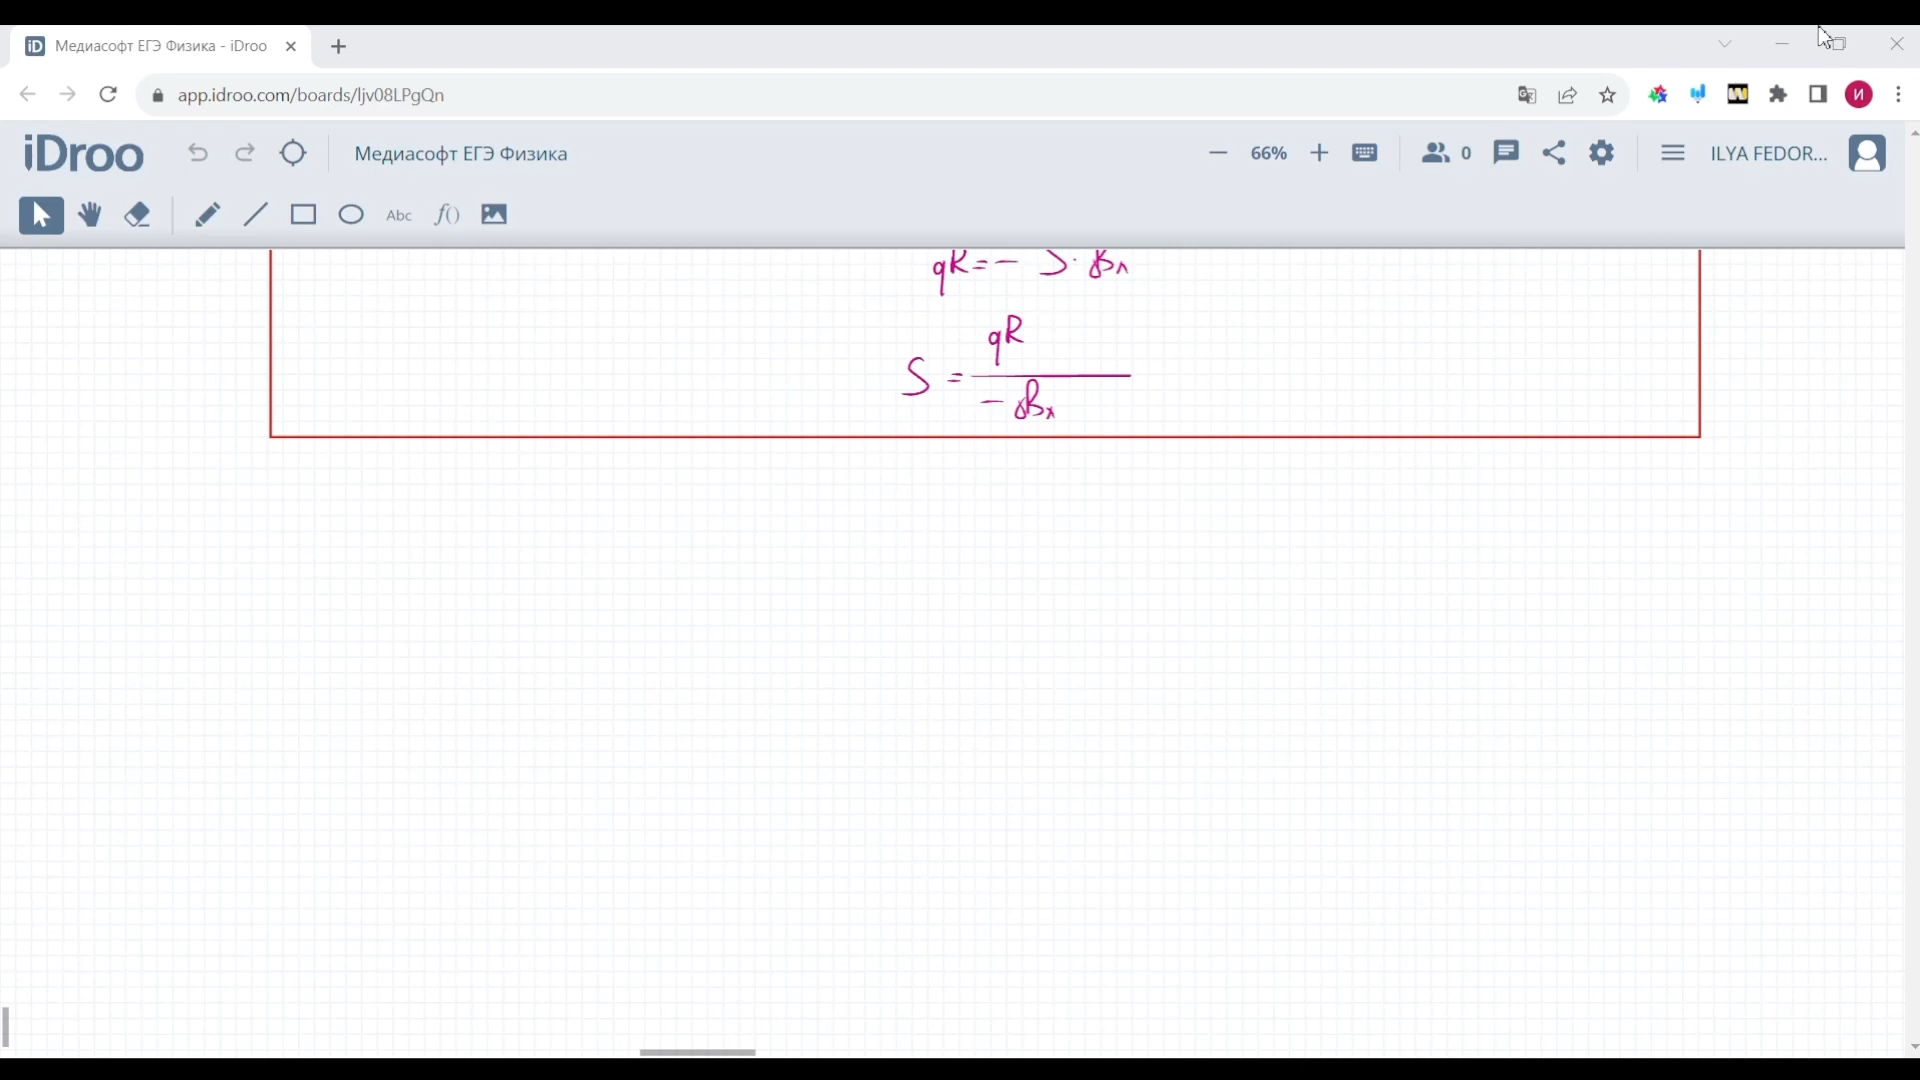 Медиасофт ЕГЭ Физика - iDroo
app.idroo.com/boards/ljv08LPgQn
И
iDroo
Медиасофт ЕГЭ Физика
66%
0
ILYA FEDOR...
Abc
f()
qR = - S · Bx
qR
S =
- Bx